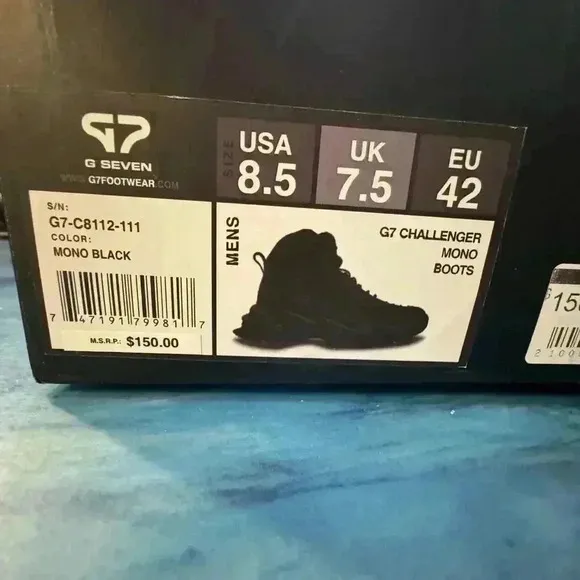 G7
G SEVEN
WWW.G7FOOTWEAR.COM
SIZE
USA
8.5
UK
7.5
EU
42
S/N:
G7-C8112-111
COLOR:
MONO BLACK
7 47191 79981 7
M.S.R.P.: $150.00
MENS
G7 CHALLENGER
MONO
BOOTS